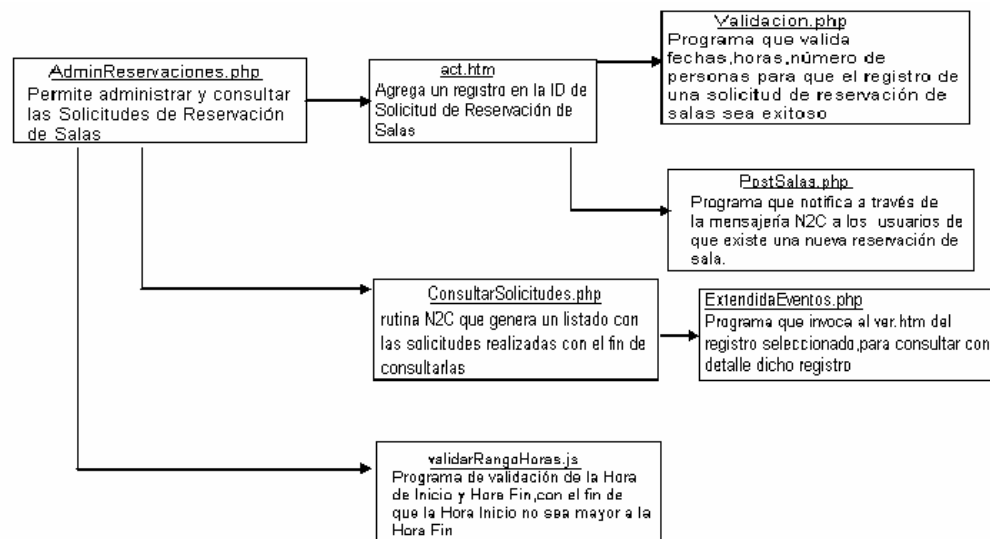 AdminReservaciones.php
Permite administrar y consultar
las Solicitudes de Reservación
de Salas
act.htm
Agrega un registro en la ID de
Solicitud de Reservación de
Salas
Validacion.php
Programa que valida
fechas,horas,número de
personas para que el registro de
una solicitud de reservación de
salas sea exitoso
PostSalas.php
Programa que notifica a través de
la mensajería N2C a los usuarios de
que existe una nueva reservación de
sala.
ConsultarSolicitudes.php
rutina N2C que genera un listado con
las solicitudes realizadas con el fin de
consultarlas
ExtendidaEventos.php
Programa que invoca al ver.htm del
registro seleccionado,para consultar con
detalle dicho registro
validarRangoHoras.js
Programa de validación de la Hora
de Inicio y Hora Fin,con el fin de
que la Hora Inicio no sea mayor a la
Hora Fin